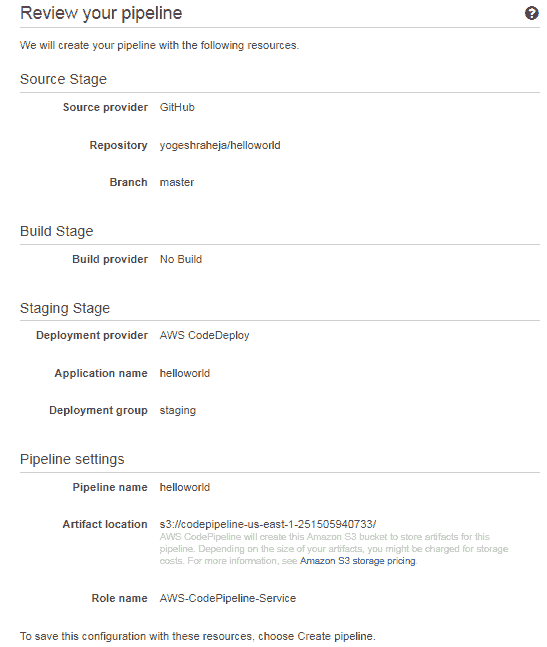 Review your pipeline
We will create your pipeline with the following resources.
Source Stage
Source provider GitHub
Repository yogeshraheja/helloworld
Branch master
Build Stage
Build provider No Build
Staging Stage
Deployment provider AWS CodeDeploy
Application name helloworld
Deployment group staging
Pipeline settings
Pipeline name helloworld
Artifact location s3://codepipeline-us-east-1-251505940733/
AWS CodePipeline will create this Amazon S3 bucket to store artifacts for this
pipeline. Depending on the size of your artifacts, you might be charged for storage
costs. For more information, see Amazon S3 storage pricing.
Role name AWS-CodePipeline-Service
To save this configuration with these resources, choose Create pipeline.